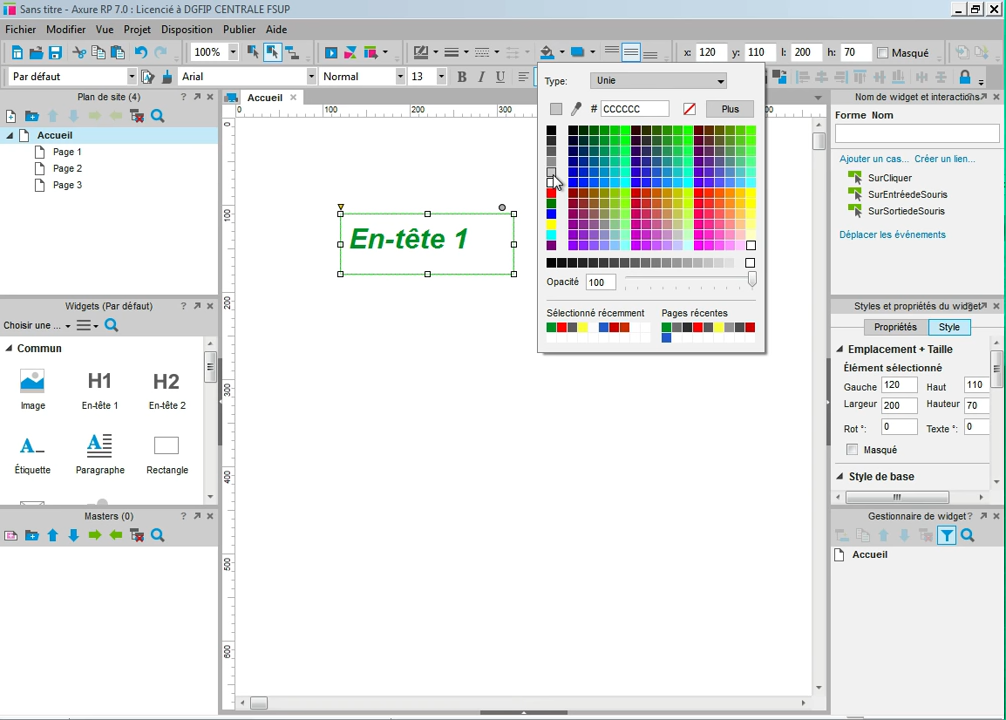 Sans titre - Axure RP 7.0 : Licencié à DGFIP CENTRALE FSUP
Fichier Modifier Vue Projet Disposition Publier Aide
100% x: 120 y: 110 l: 200 h: 70 Masqué
Par défaut Arial Normal 13 B I U
Plan de site (4)
Accueil
Page 1
Page 2
Page 3
Widgets (Par défaut)
Choisir une ...
Commun
Image
H1
En-tête 1
H2
En-tête 2
A_
Étiquette
A
Paragraphe
Rectangle
Masters (0)
Accueil
0 100 200 300
0
100
200
300
400
500
600
En-tête 1
Type: Unie
# CCCCCC Plus
Opacité 100
Sélectionné récemment Pages récentes
Nom de widget et interactions
Forme Nom
Ajouter un cas... Créer un lien...
SurCliquer
SurEntréedeSouris
SurSortiedeSouris
Déplacer les événements
Styles et propriétés du widget
Propriétés Style
Emplacement + Taille
Élément sélectionné
Gauche 120 Haut 110
Largeur 200 Hauteur 70
Rot °: 0 Texte °: 0
Masqué
Style de base
Gestionnaire de widget
Accueil